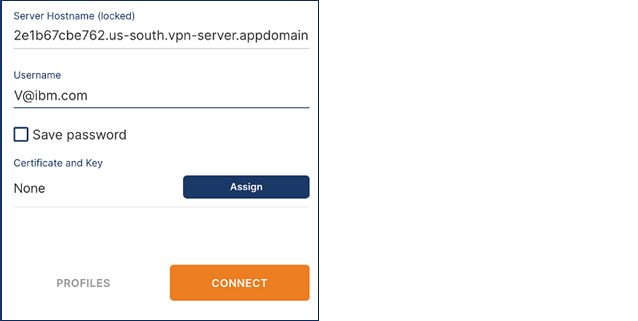 Server Hostname (locked)
2e1b67cbe762.us-south.vpn-server.appdomain
Username
V@ibm.com
Save password
Certificate and Key
None
Assign
PROFILES
CONNECT